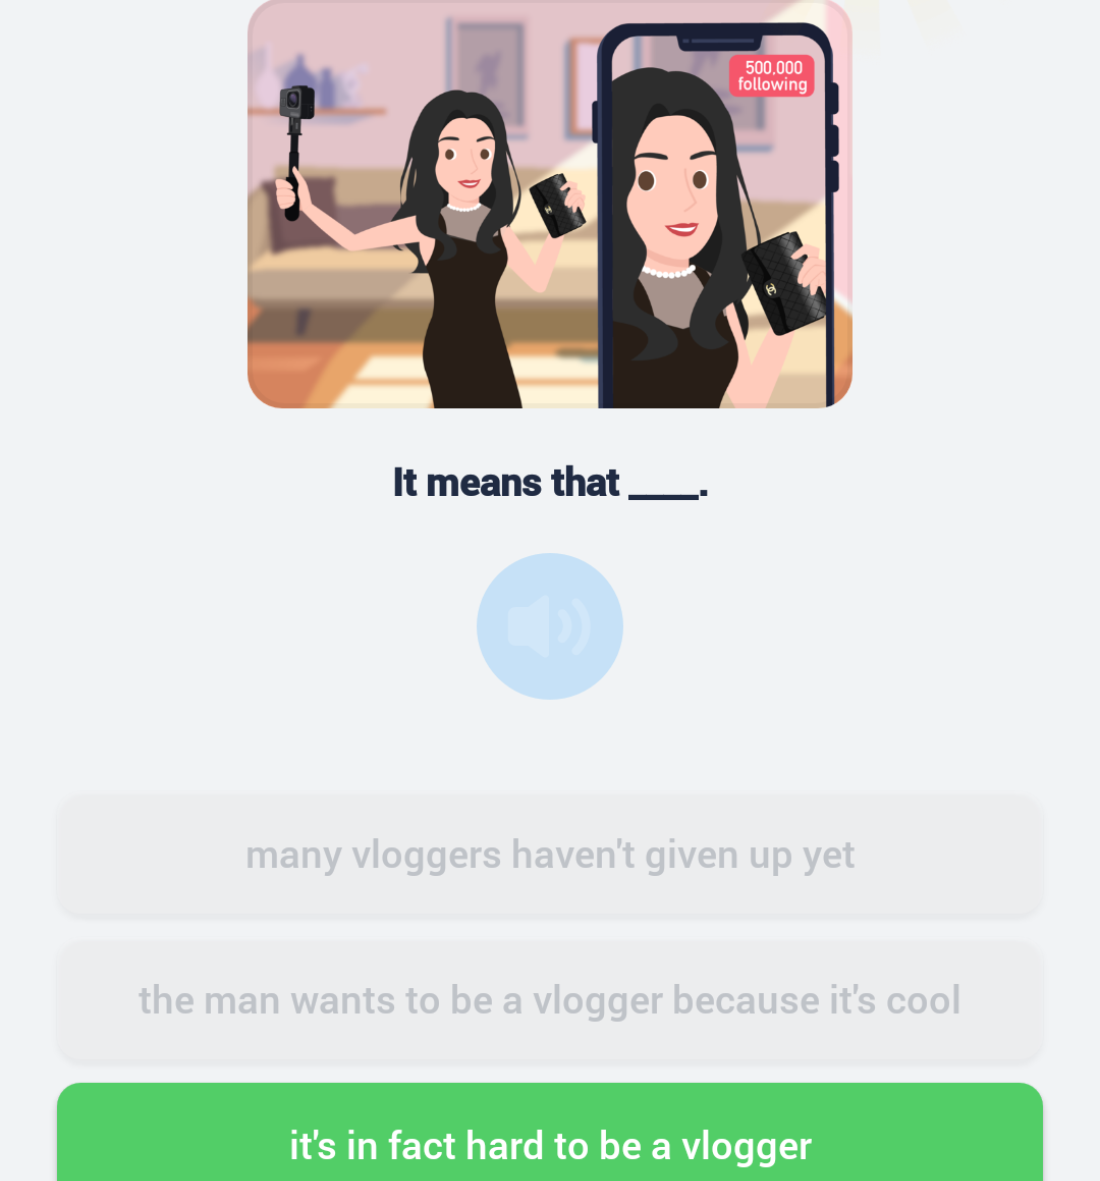 500,000
following
It means that ____.
many vloggers haven't given up yet
the man wants to be a vlogger because it's cool
it's in fact hard to be a vlogger